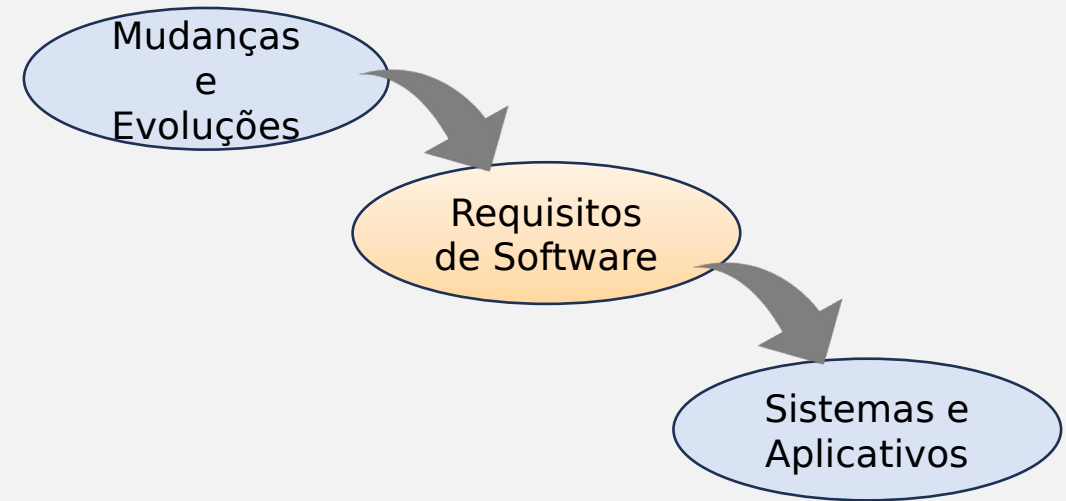 Mudanças
e
Evoluções
Requisitos
de Software
Sistemas e
Aplicativos